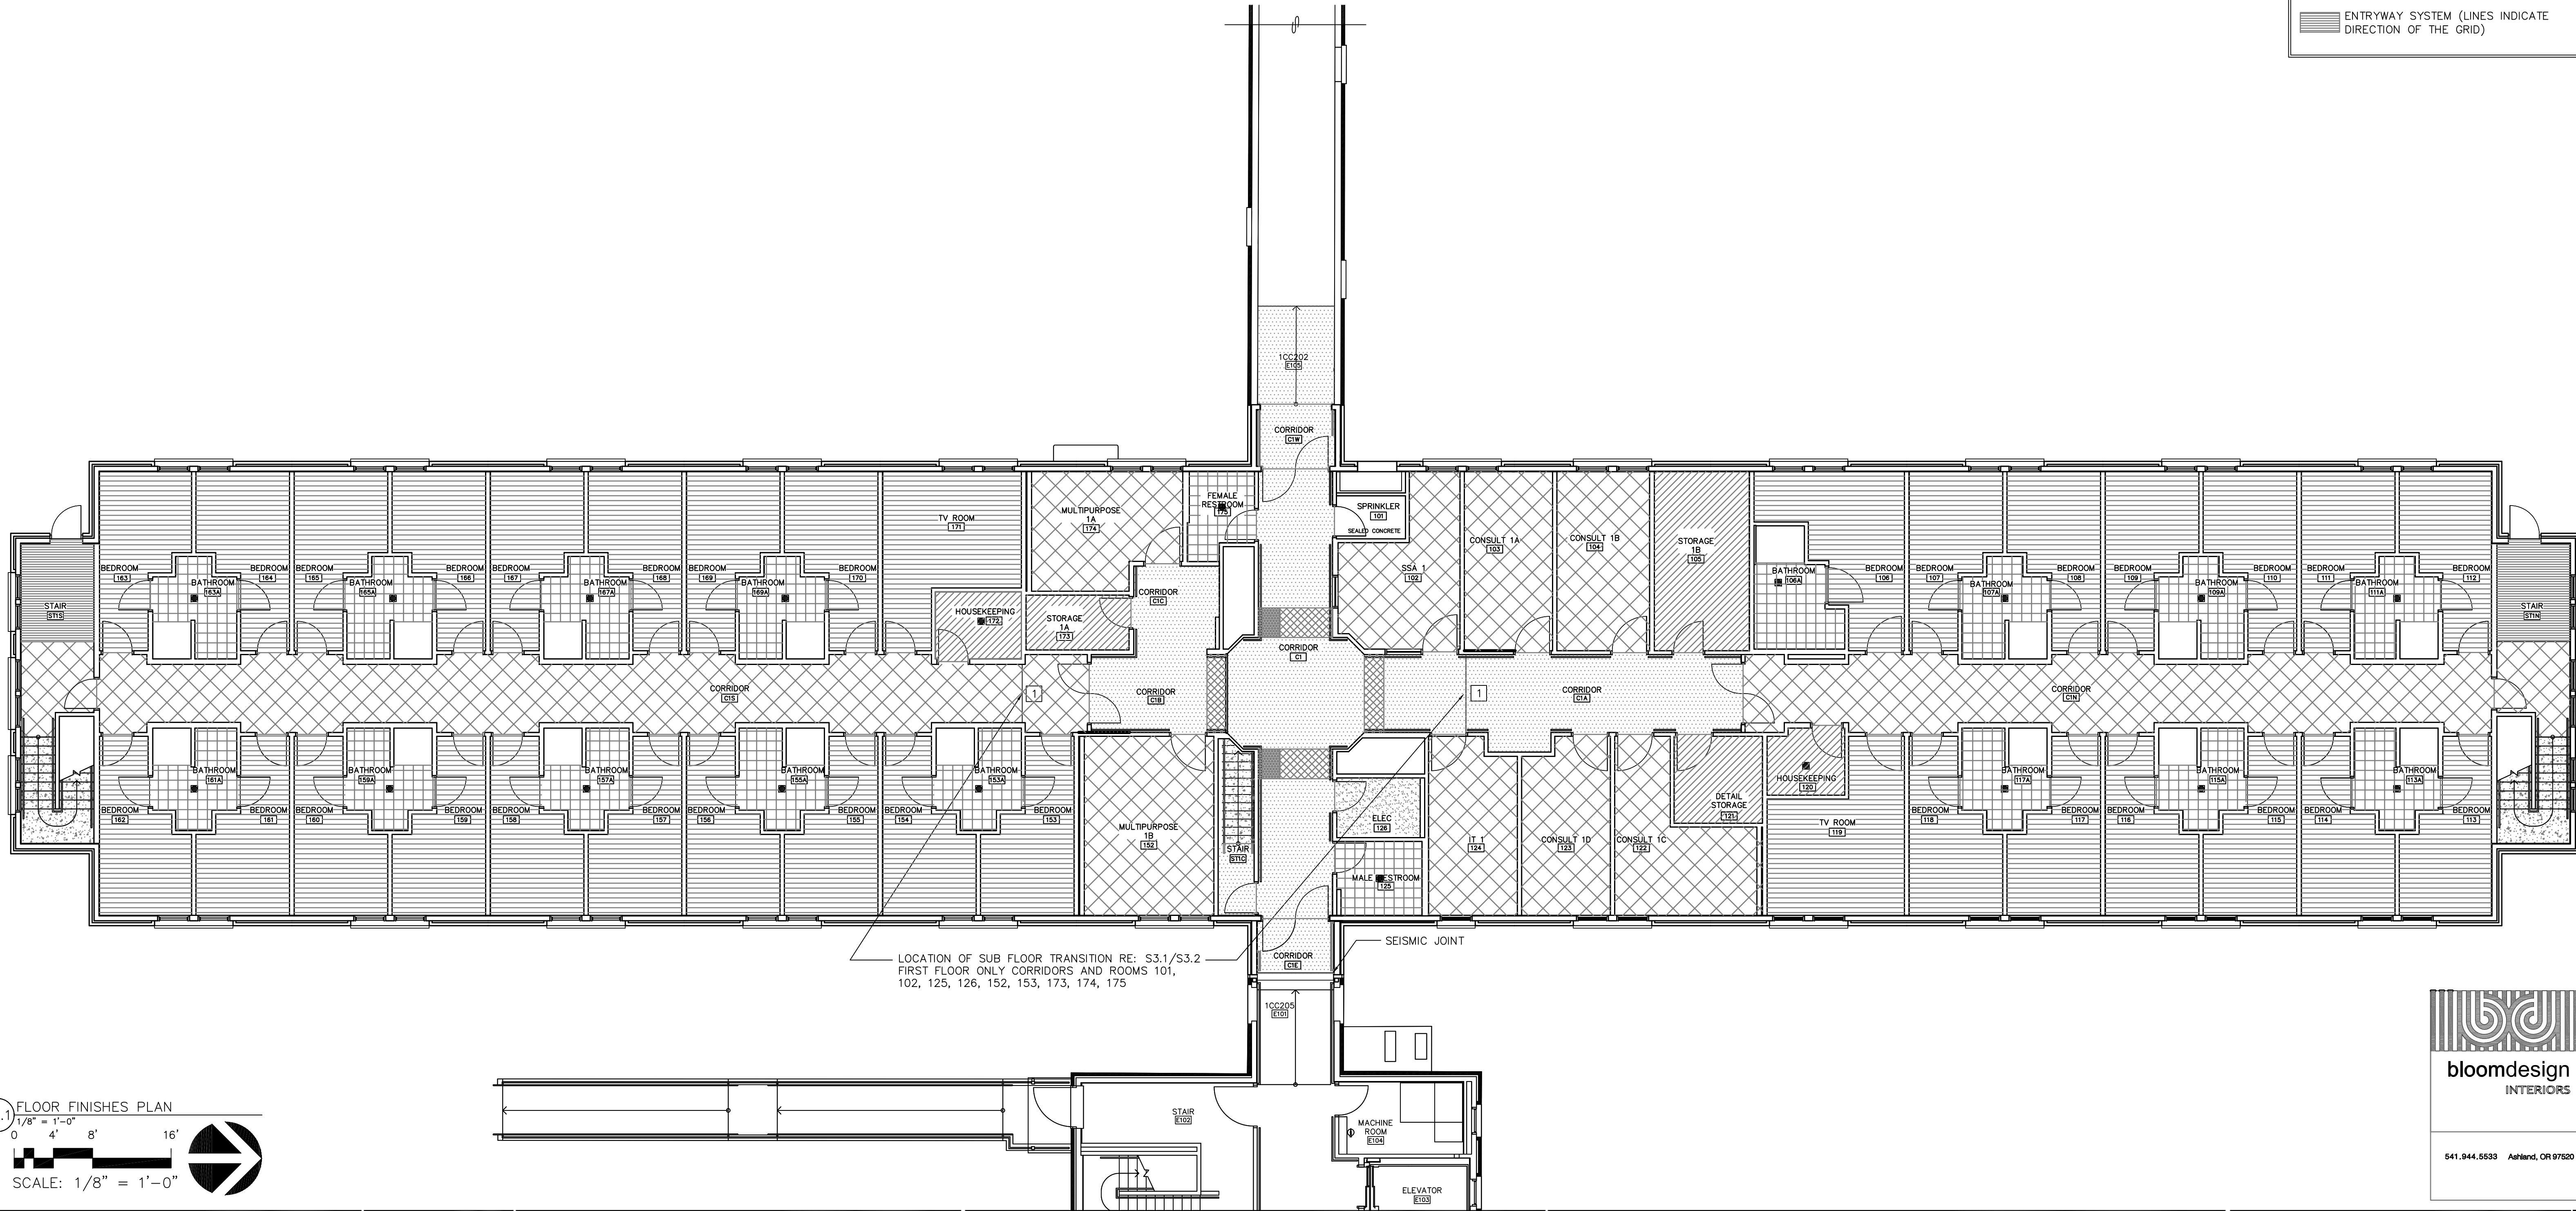 ENTRYWAY SYSTEM (LINES INDICATE
DIRECTION OF THE GRID)
1CC202
E105
CORRIDOR
C1W
MULTIPURPOSE
1A
174
FEMALE
RESTROOM
175
SPRINKLER
101
SEALED CONCRETE
TV ROOM
171
SSA 1
102
CONSULT 1A
103
CONSULT 1B
104
STORAGE
1B
105
BEDROOM
163
BATHROOM
163A
BEDROOM
164
BEDROOM
165
BATHROOM
165A
BEDROOM
166
BEDROOM
167
BATHROOM
167A
BEDROOM
168
BEDROOM
169
BATHROOM
169A
BEDROOM
170
HOUSEKEEPING
172
STORAGE
1A
173
CORRIDOR
C1C
BATHROOM
106A
BEDROOM
106
BEDROOM
107
BATHROOM
107A
BEDROOM
108
BEDROOM
109
BATHROOM
109A
BEDROOM
110
BEDROOM
111
BATHROOM
111A
BEDROOM
112
STAIR
ST1S
STAIR
ST1N
CORRIDOR
C1
CORRIDOR
C1S
1
CORRIDOR
C1B
1
CORRIDOR
C1A
CORRIDOR
C1N
BEDROOM
162
BATHROOM
161A
BEDROOM
161
BEDROOM
160
BATHROOM
159A
BEDROOM
159
BEDROOM
158
BATHROOM
157A
BEDROOM
157
BEDROOM
156
BATHROOM
155A
BEDROOM
155
BEDROOM
154
BATHROOM
153A
BEDROOM
153
MULTIPURPOSE
1B
152
STAIR
ST1C
ELEC
126
MALE RESTROOM
125
IT 1
124
CONSULT 1D
123
CONSULT 1C
122
DETAIL
STORAGE
121
HOUSEKEEPING
120
TV ROOM
119
BEDROOM
118
BATHROOM
117A
BEDROOM
117
BEDROOM
116
BATHROOM
115A
BEDROOM
115
BEDROOM
114
BATHROOM
113A
BEDROOM
113
SEISMIC JOINT
CORRIDOR
C1E
LOCATION OF SUB FLOOR TRANSITION RE: S3.1/S3.2
FIRST FLOOR ONLY CORRIDORS AND ROOMS 101,
102, 125, 126, 152, 153, 173, 174, 175
1CC205
E101
STAIR
E102
MACHINE
ROOM
E104
ELEVATOR
E103
.1
FLOOR FINISHES PLAN
1/8" = 1'-0"
0 4' 8' 16'
SCALE: 1/8" = 1'-0"
bloomdesign
INTERIORS
541.944.5533 Ashland, OR 97520